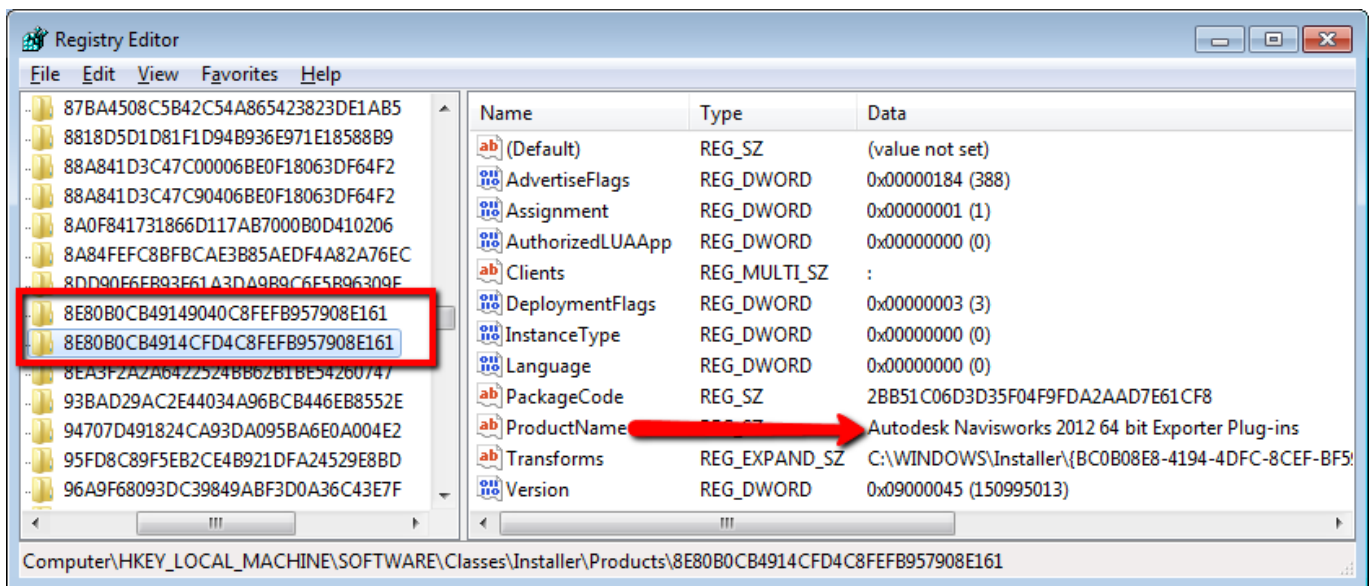 Registry Editor
File Edit View Favorites Help
87BA4508C5B42C54A865423823DE1AB5
8818D5D1D81F1D94B936E971E18588B9
88A841D3C47C00006BE0F18063DF64F2
88A841D3C47C90406BE0F18063DF64F2
8A0F841731866D117AB7000B0D410206
8A84FEFC8BFBCAE3B85AEDF4A82A76EC
8E80B0CB49149040C8FEFB957908E161
8E80B0CB4914CFD4C8FEFB957908E161
8EA3F2A2A6422524BB62B1BE54260747
93BAD29AC2E44034A96BCB446EB8552E
94707D491824CA93DA095BA6E0A004E2
95FD8C89F5EB2CE4B921DFA24529E8BD
96A9F68093DC39849ABF3D0A36C43E7F
Name Type Data
(Default) REG_SZ (value not set)
AdvertiseFlags REG_DWORD 0x00000184 (388)
Assignment REG_DWORD 0x00000001 (1)
AuthorizedLUAApp REG_DWORD 0x00000000 (0)
Clients REG_MULTI_SZ :
DeploymentFlags REG_DWORD 0x00000003 (3)
InstanceType REG_DWORD 0x00000000 (0)
Language REG_DWORD 0x00000000 (0)
PackageCode REG_SZ 2BB51C06D3D35F04F9FDA2AAD7E61CF8
ProductName Autodesk Navisworks 2012 64 bit Exporter Plug-ins
Transforms REG_EXPAND_SZ C:\WINDOWS\Installer\{BC0B08E8-4194-4DFC-8CEF-BF5
Version REG_DWORD 0x09000045 (150995013)
Computer\HKEY_LOCAL_MACHINE\SOFTWARE\Classes\Installer\Products\8E80B0CB4914CFD4C8FEFB957908E161